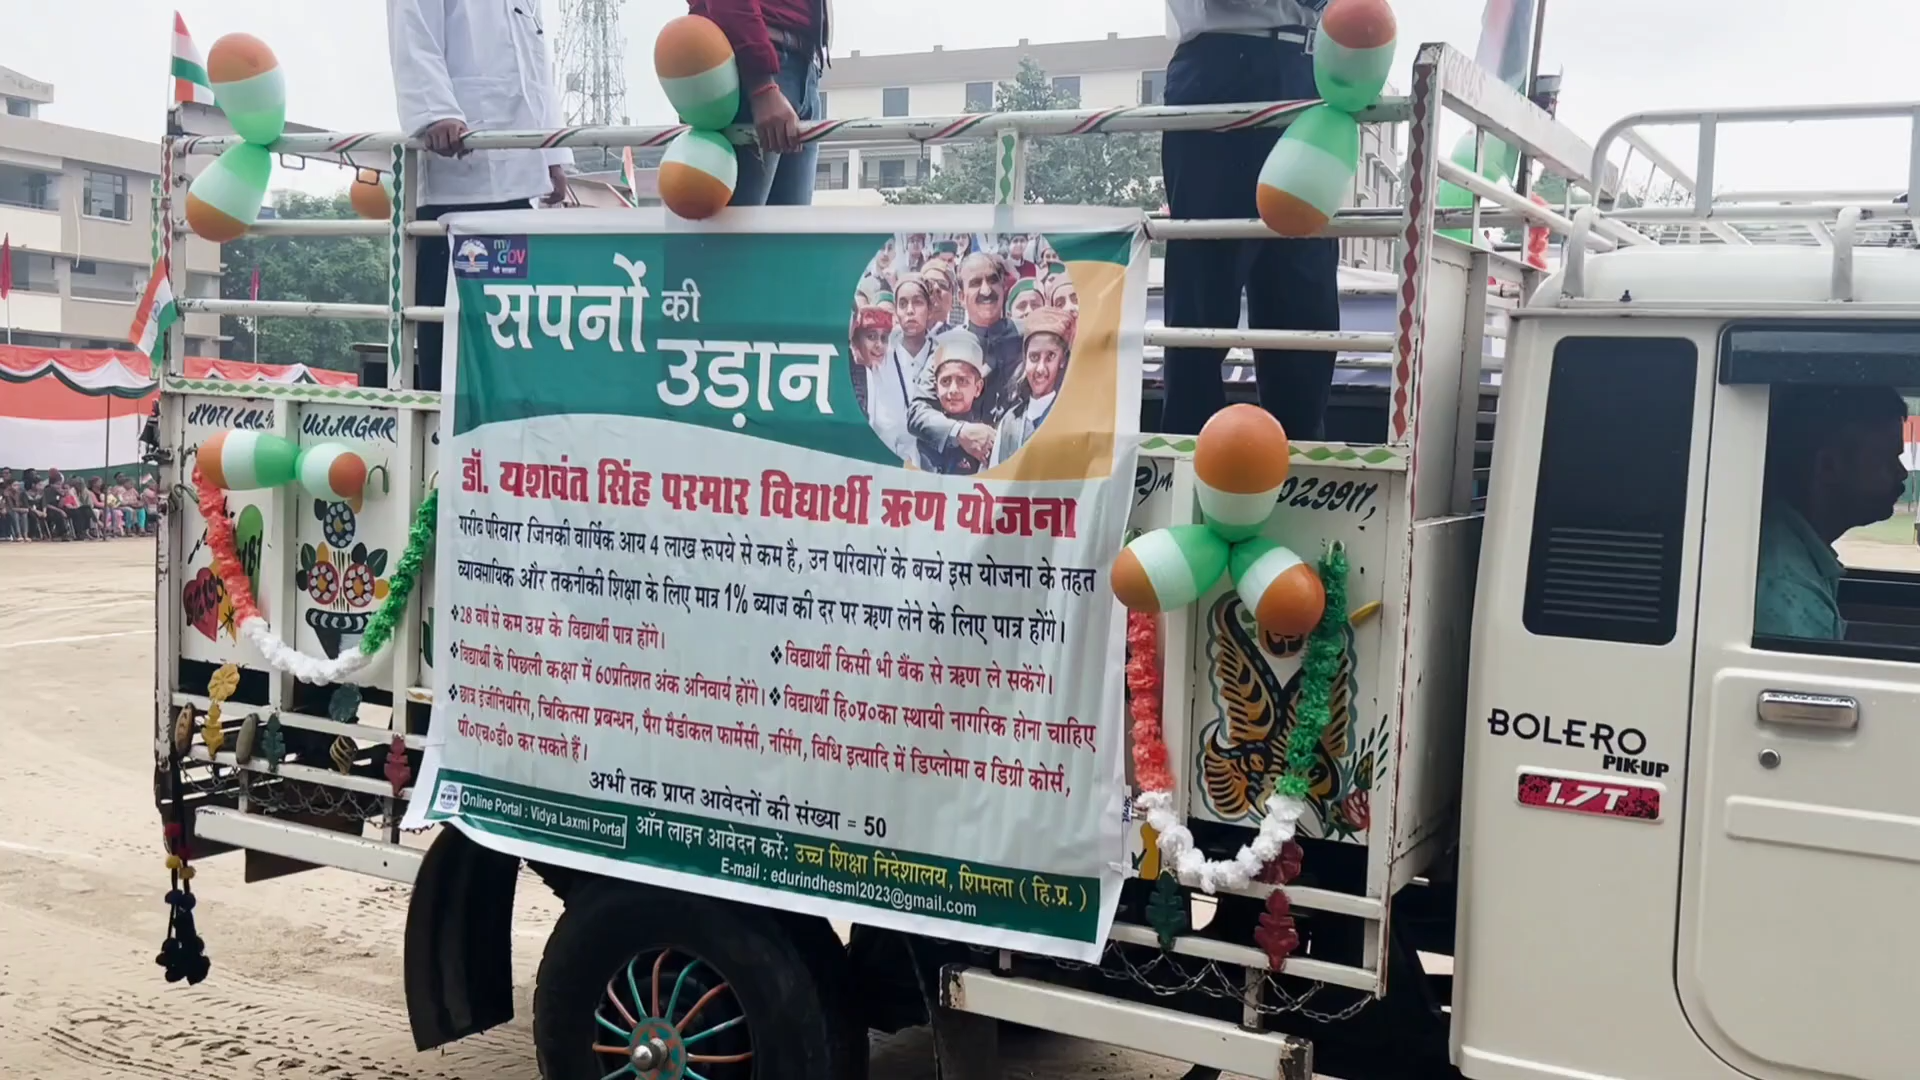 my
GOV
मेरी सरकार
सपनों की
उड़ान
डॉ. यशवंत सिंह परमार विद्यार्थी ऋण योजना
गरीब परिवार जिनकी वार्षिक आय 4 लाख रूपये से कम है, उन परिवारों के बच्चे इस योजना के तहत
व्यावसायिक और तकनीकी शिक्षा के लिए मात्र 1% ब्याज की दर पर ऋण लेने के लिए पात्र होंगे।
❖28 वर्ष से कम उम्र के विद्यार्थी पात्र होंगे।
❖विद्यार्थी किसी भी बैंक से ऋण ले सकेंगे।
❖विद्यार्थी के पिछली कक्षा में 60प्रतिशत अंक अनिवार्य होंगे।
❖विद्यार्थी हि०प्र०का स्थायी नागरिक होना चाहिए
❖छात्र इंजीनियरिंग, चिकित्सा प्रबन्धन, पैरा मैडीकल फार्मेसी, नर्सिंग, विधि इत्यादि में डिप्लोमा व डिग्री कोर्स,
पी०एच०डी० कर सकते हैं।
अभी तक प्राप्त आवेदनों की संख्या = 50
Online Portal : Vidya Laxmi Portal
ऑन लाइन आवेदन करें: उच्च शिक्षा निदेशालय, शिमला ( हि.प्र. )
E-mail : edurindhesml2023@gmail.com
JYOTI LAL
UJJAGAR
029911,
BOLERO
PIK-UP
1.7T